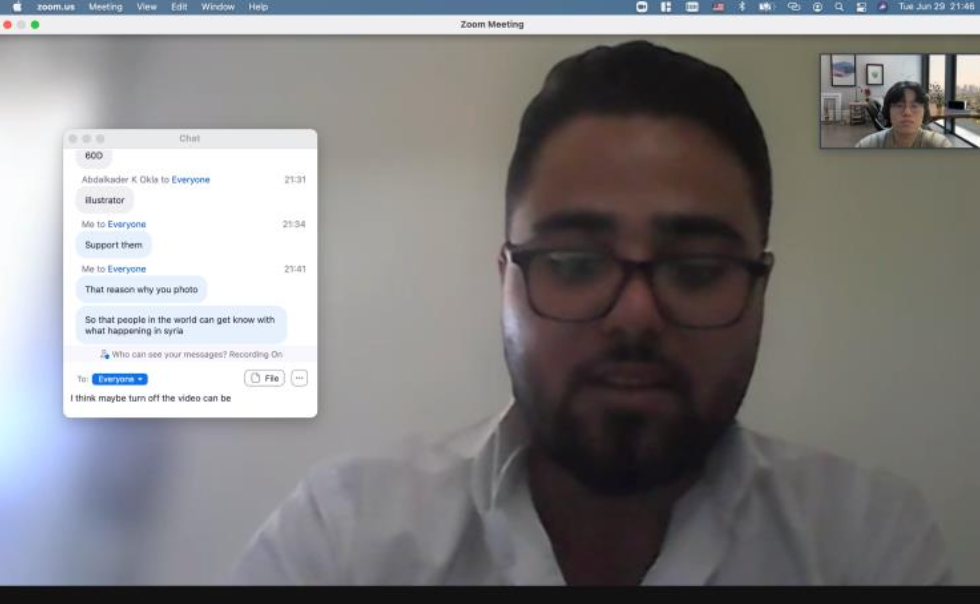 zoom.us Meeting View Edit Window Help
Tue Jun 29 21:46
Zoom Meeting
Chat
60D
Abdalkader K Okla to Everyone 21:31
illustrator
Me to Everyone 21:34
Support them
Me to Everyone 21:41
That reason why you photo
So that people in the world can get know with
what happening in syria
Who can see your messages? Recording On
To: Everyone
File
I think maybe turn off the video can be